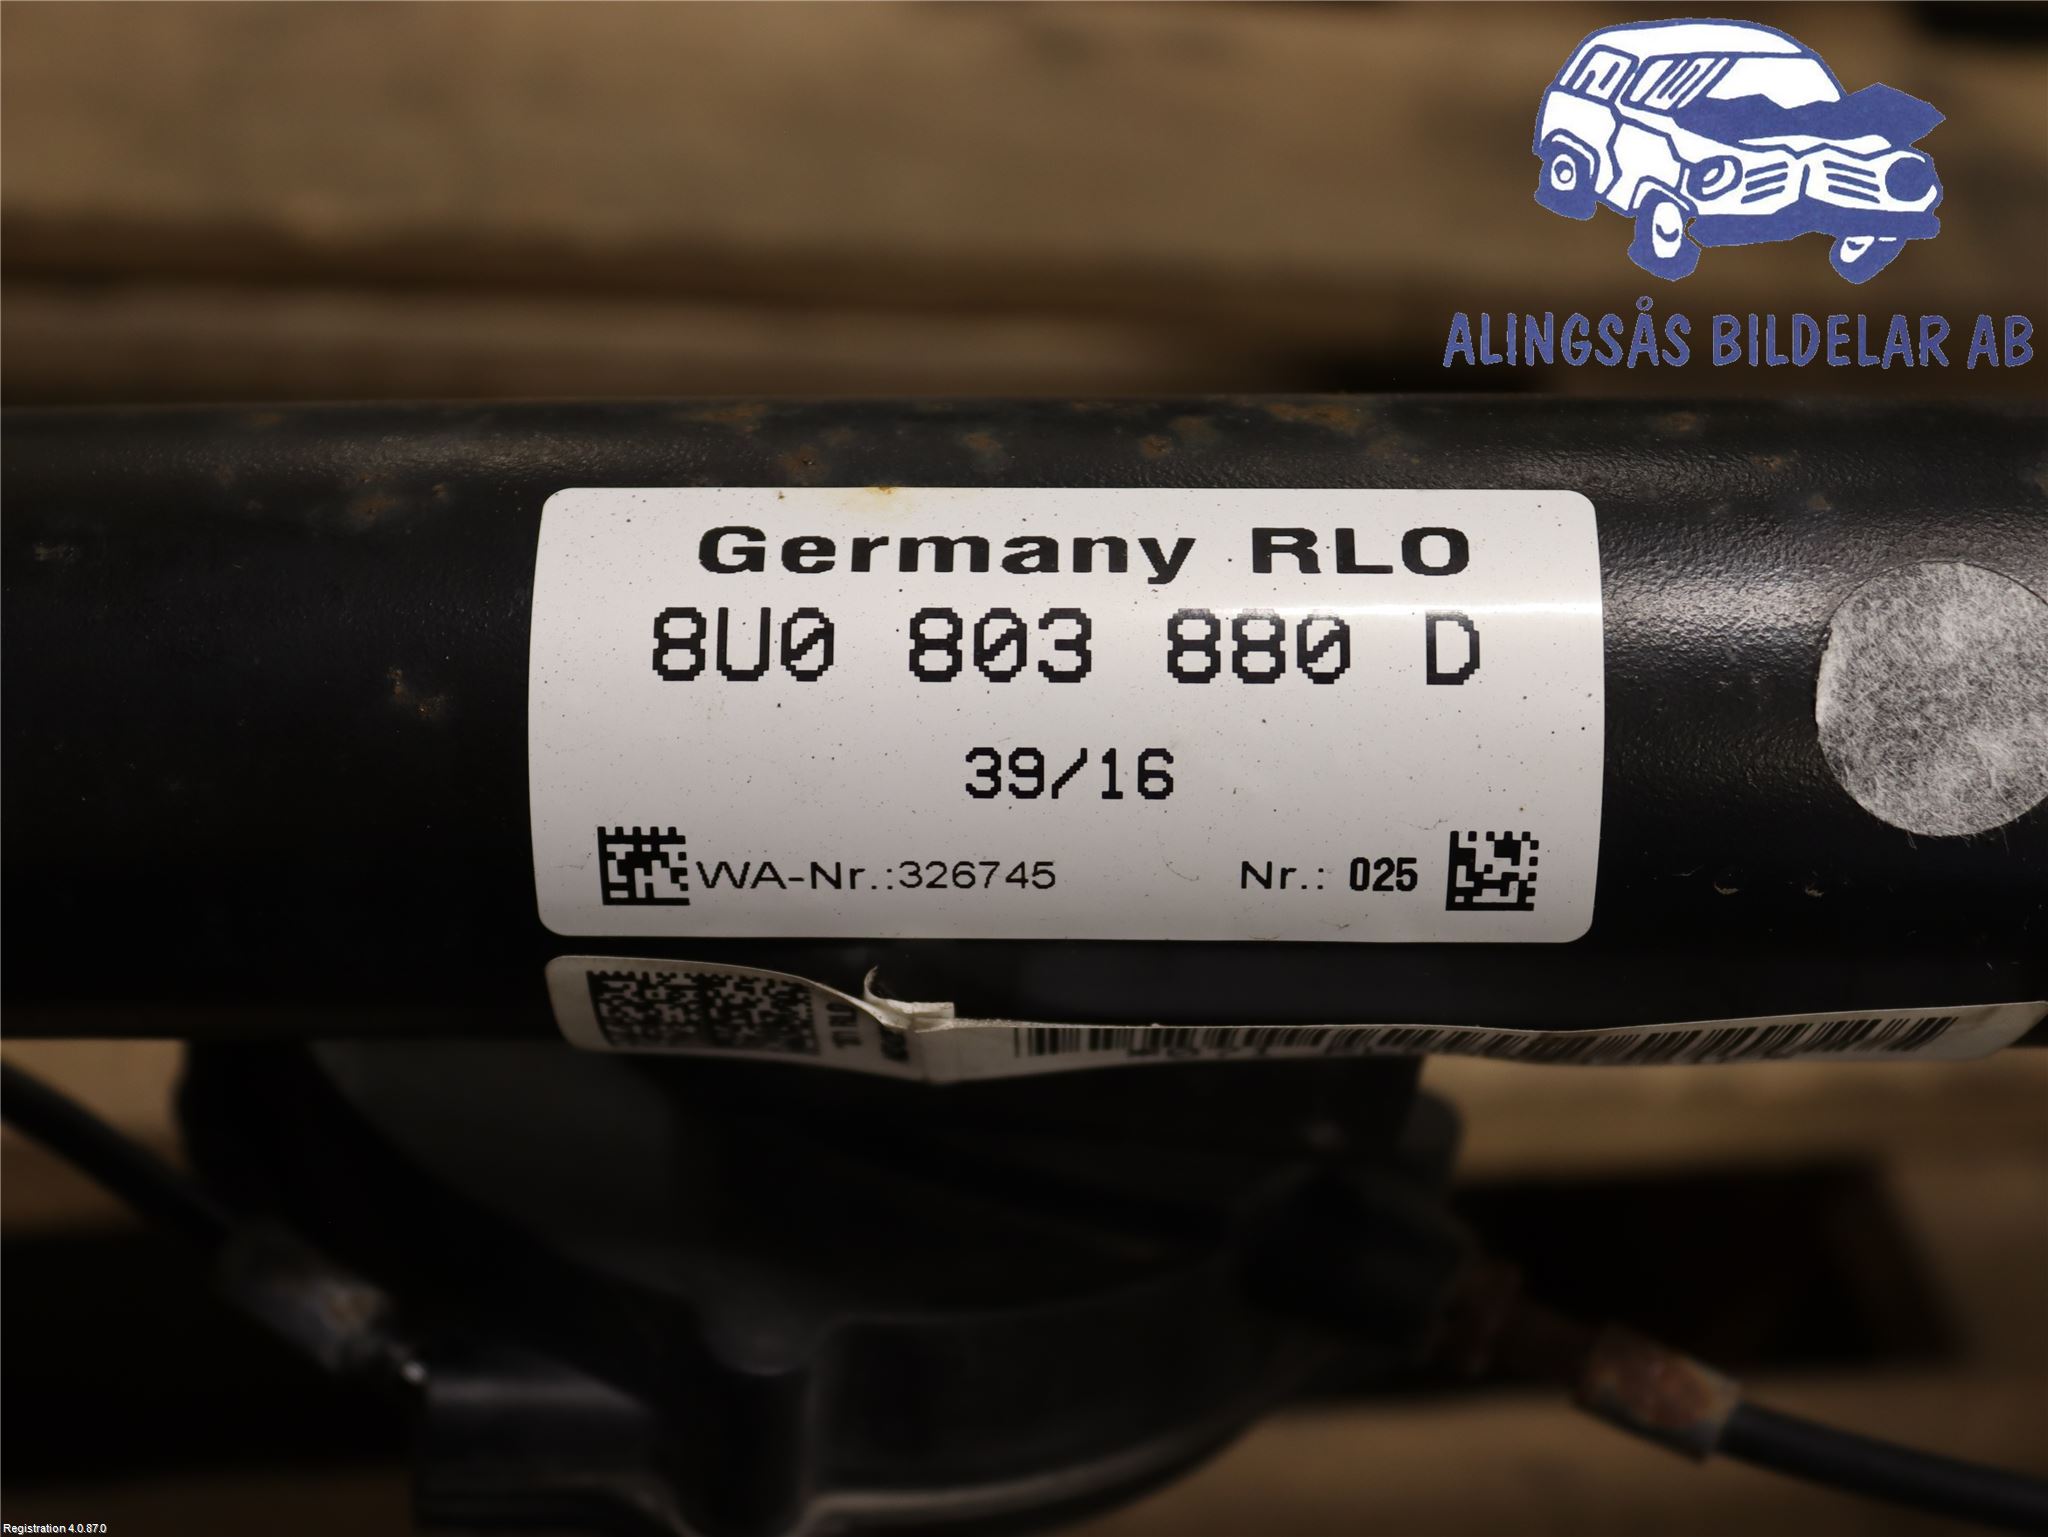 ALINGSÅS BILDELAR AB
Germany RLO
8U0 803 880 D
39/16
WA-Nr.:326745 Nr.: 025
Registration 4.0.87.0